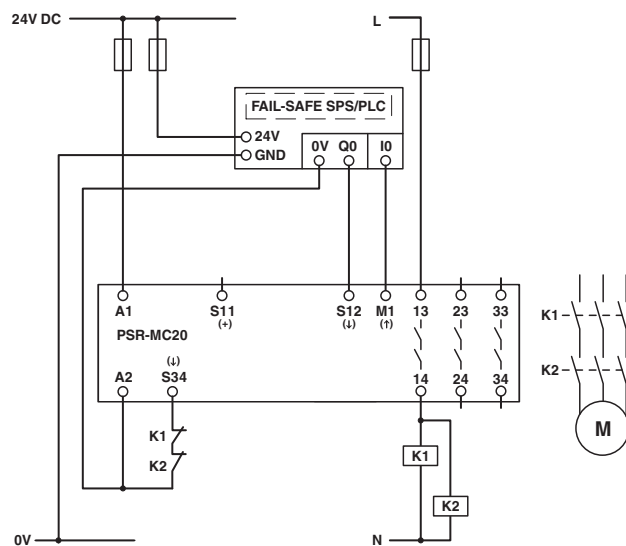 24V DC
L
FAIL-SAFE SPS/PLC
24V
GND
0V Q0 I0
A1 S11 S12 M1 13 23 33
(+) (↓) (↑)
PSR-MC20
(↓)
A2 S34 14 24 34
K1
K2
K1
K2
K1
K2
M
0V
N